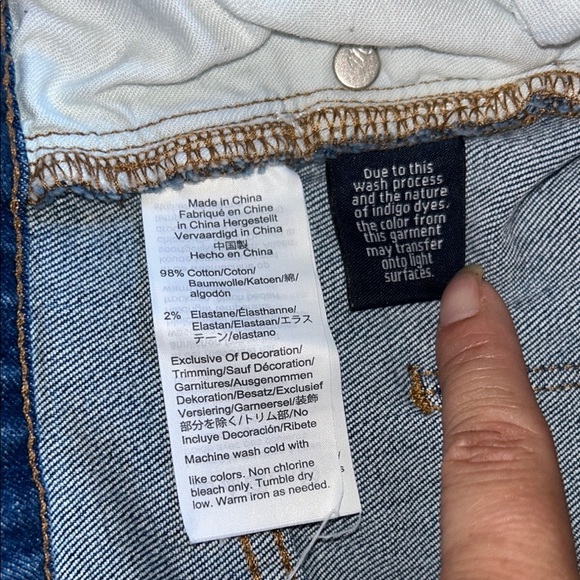 Made in China
Fabriqué en Chine
in China Hergestellt
Vervaardigd in China
中国製
Hecho en China
98% Cotton/Coton/
Baumwolle/Katoen/綿/
algodón
2% Elastane/Élasthanne/
Elastan/Elastaan/エラス
テーン/elastano
Exclusive Of Decoration/
Trimming/Sauf Décoration/
Garnitures/Ausgenommen
Dekoration/Besatz/Exclusief
Versiering/Garneersel/装飾
部分を除く/トリム部/No
Incluye Decoración/Ribete
Machine wash cold with
like colors. Non chlorine
bleach only. Tumble dry
low. Warm iron as needed.
Due to this
wash process
and the nature
of indigo dyes,
the color from
this garment
may transfer
onto light
surfaces.